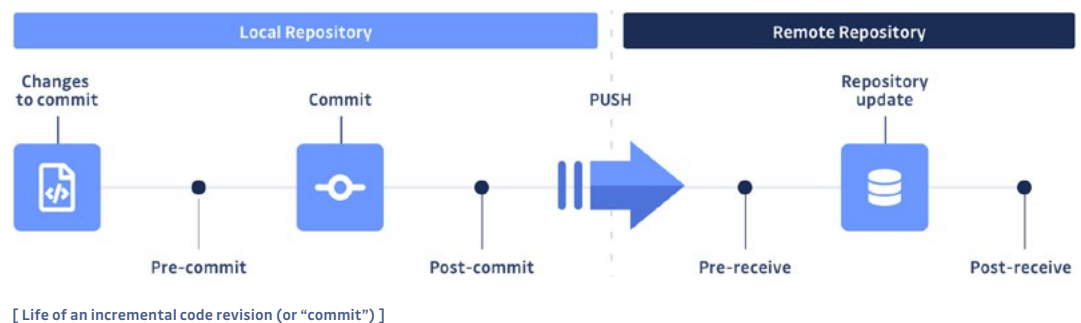 Local Repository
Remote Repository
Changes
to commit
Commit
PUSH
Repository
update
</>
Pre-commit
Post-commit
Pre-receive
Post-receive
[ Life of an incremental code revision (or “commit”) ]